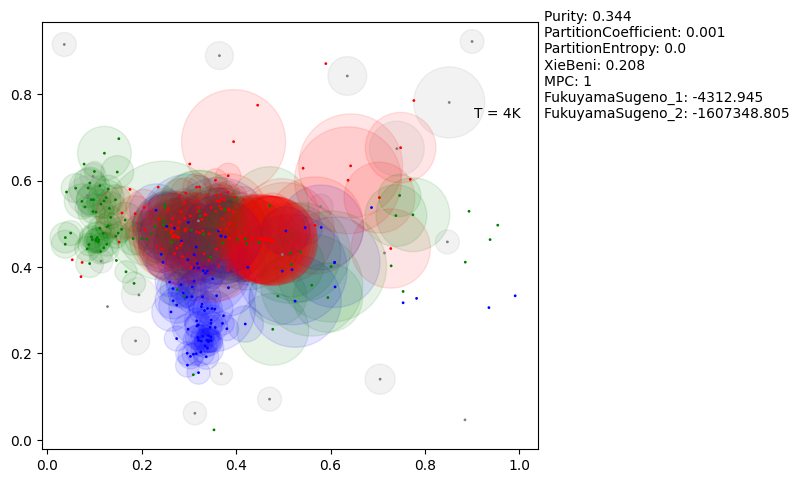 Purity: 0.344
PartitionCoefficient: 0.001
PartitionEntropy: 0.0
XieBeni: 0.208
MPC: 1
FukuyamaSugeno_1: -4312.945
FukuyamaSugeno_2: -1607348.805
T = 4K
0.8
0.6
0.4
0.2
0.0
0.0 0.2 0.4 0.6 0.8 1.0